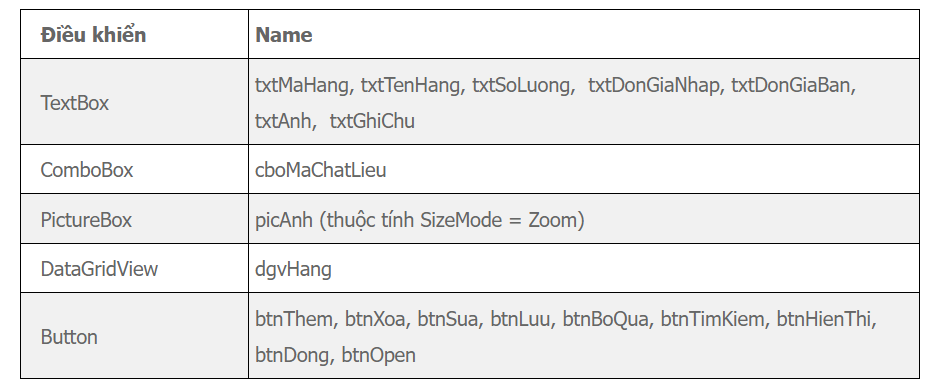 Điều khiển Name
TextBox txtMaHang, txtTenHang, txtSoLuong, txtDonGiaNhap, txtDonGiaBan,
txtAnh, txtGhiChu
ComboBox cboMaChatLieu
PictureBox picAnh (thuộc tính SizeMode = Zoom)
DataGridView dgvHang
Button btnThem, btnXoa, btnSua, btnLuu, btnBoQua, btnTimKiem, btnHienThi,
btnDong, btnOpen